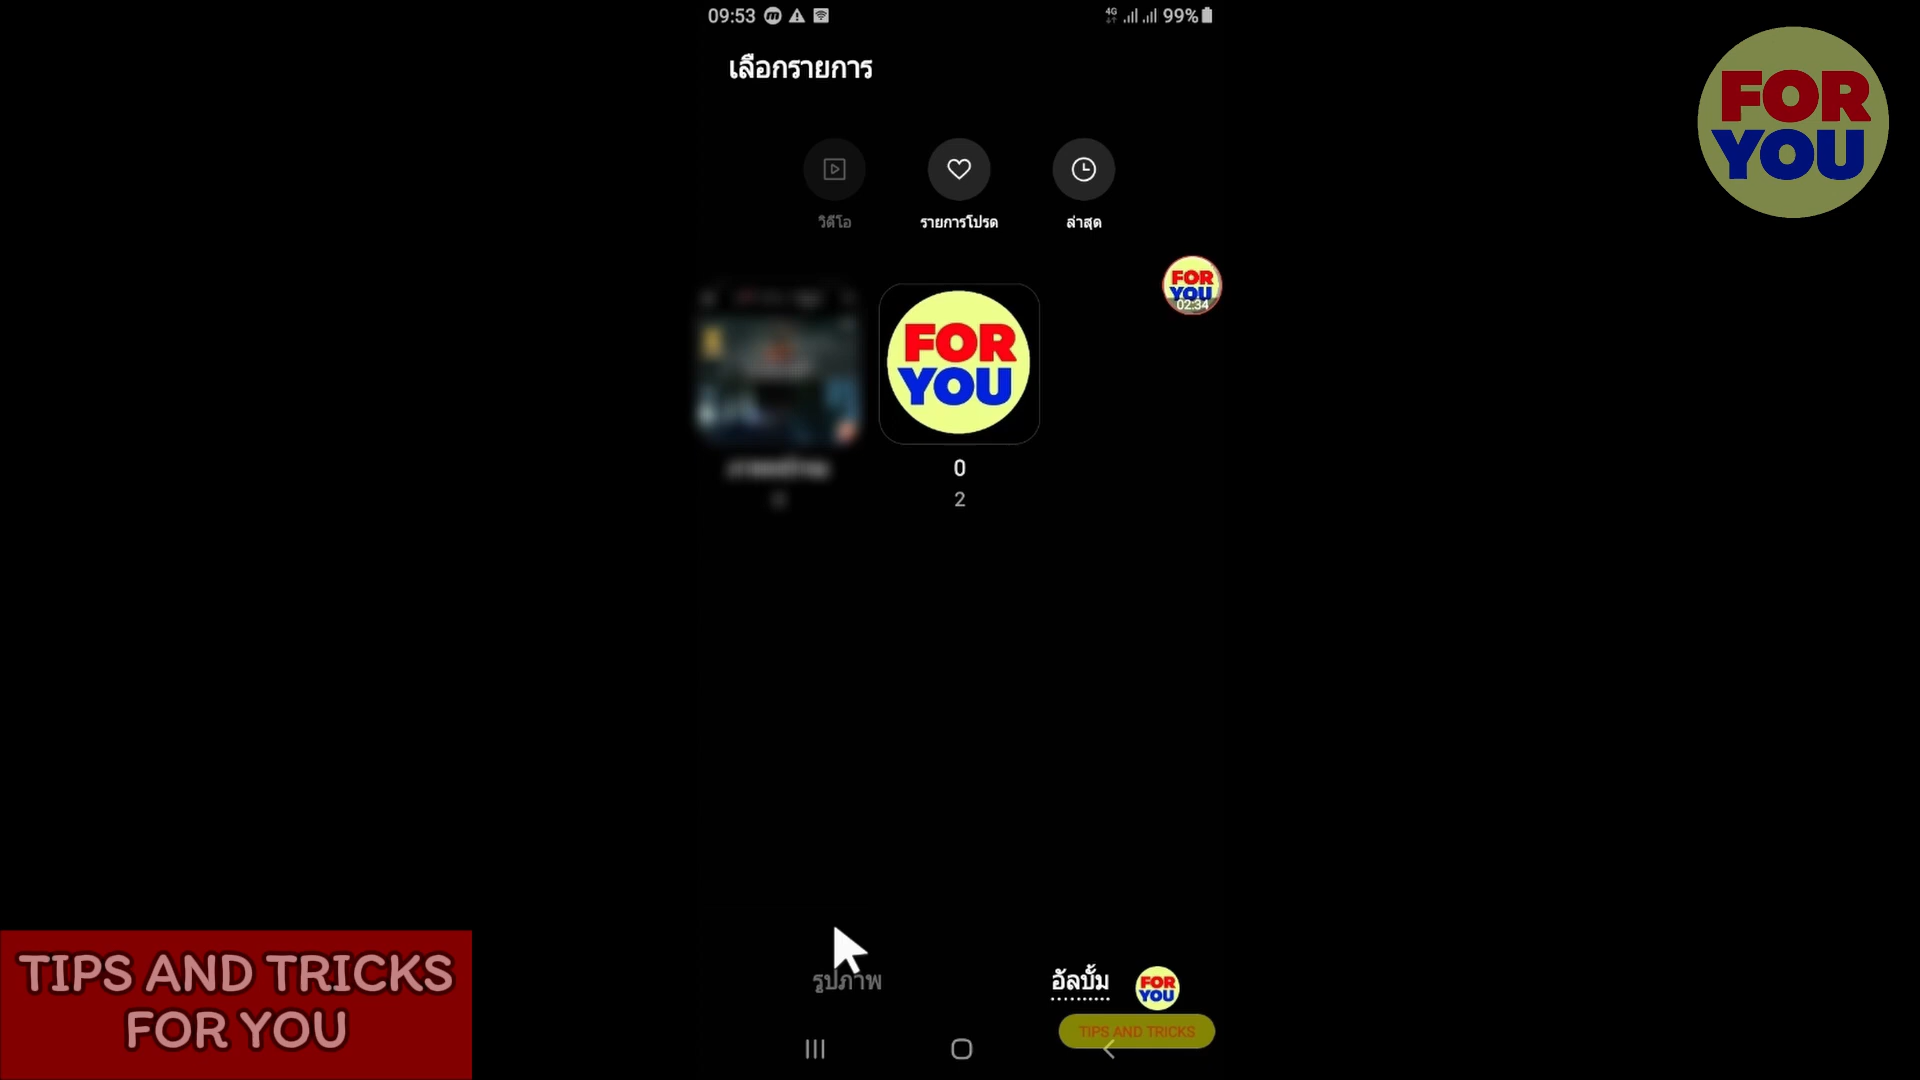 09:53
4G 99%
เลือกรายการ
วิดีโอ
รายการโปรด
ล่าสุด
FOR
YOU
FOR
YOU
02:34
FOR
YOU
0
2
รูปภาพ
อัลบั้ม
FOR
YOU
TIPS AND TRICKS
TIPS AND TRICKS
FOR YOU